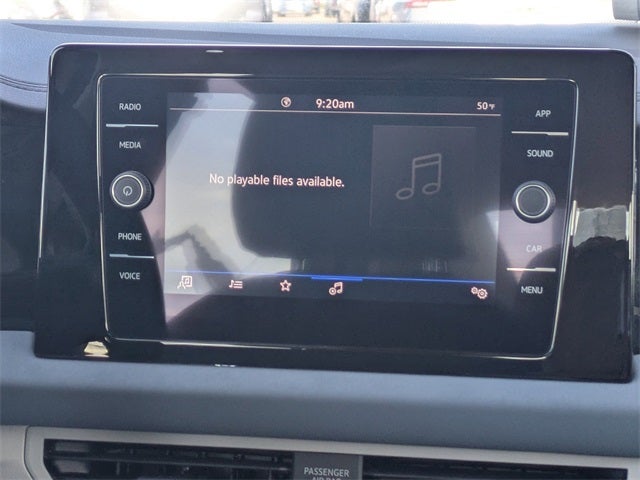 RADIO
9:20am
50°F
APP
MEDIA
SOUND
No playable files available.
PHONE
CAR
VOICE
MENU
PASSENGER
AIR BAG